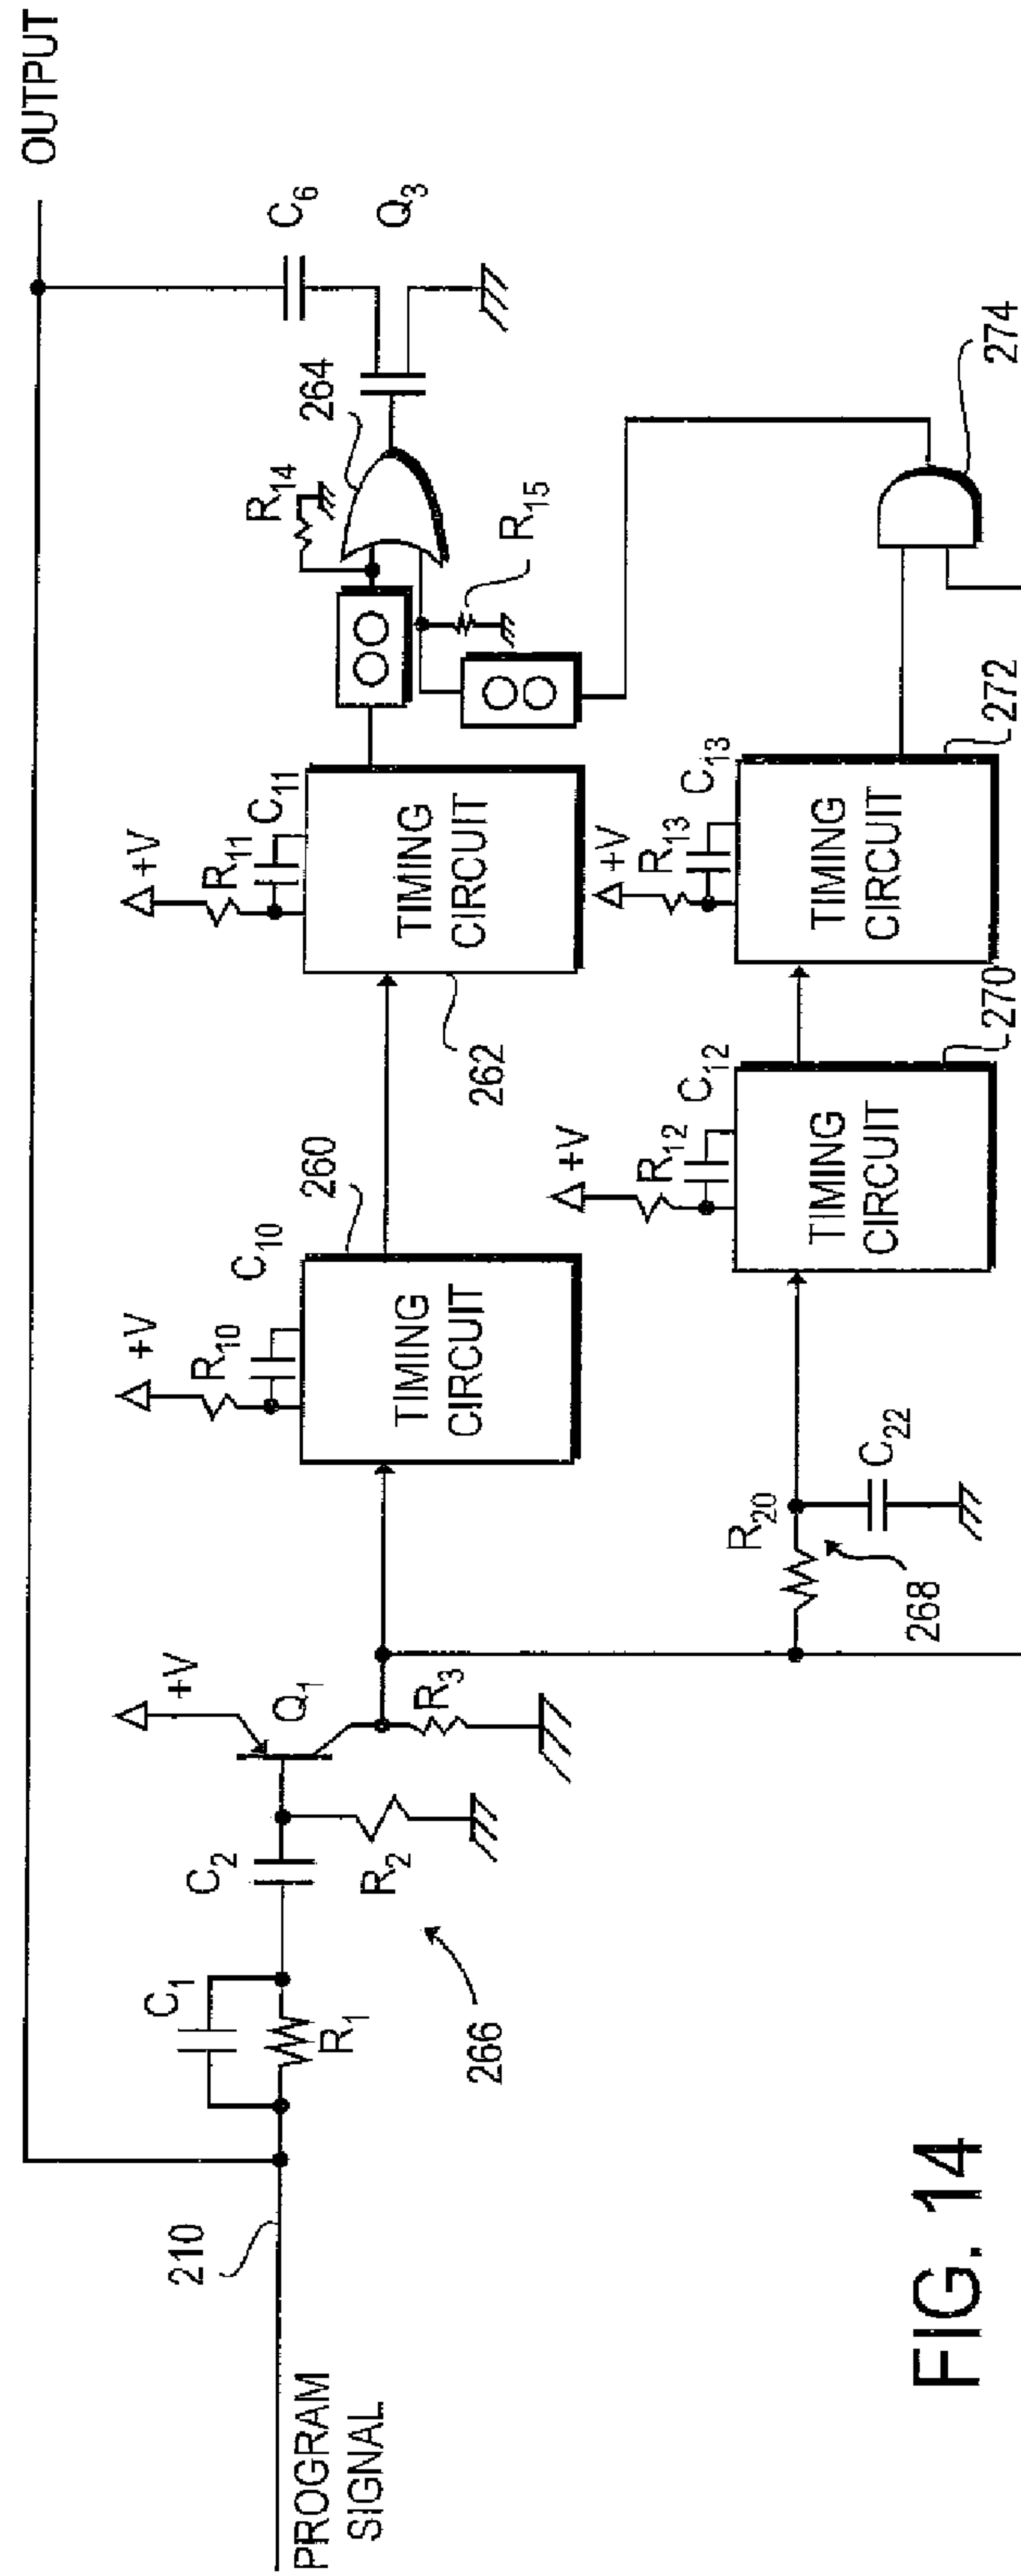 PROGRAM
SIGNAL
210
C1
R1
266
C2
R2
+V
Q1
R3
+V
R10
C10
260
TIMING
CIRCUIT
+V
R11
C11
262
TIMING
CIRCUIT
R14
264
R15
C6
Q3
OUTPUT
R20
268
C22
+V
R12
C12
TIMING
CIRCUIT
270
+V
R13
C13
TIMING
CIRCUIT
272
274
FIG. 14